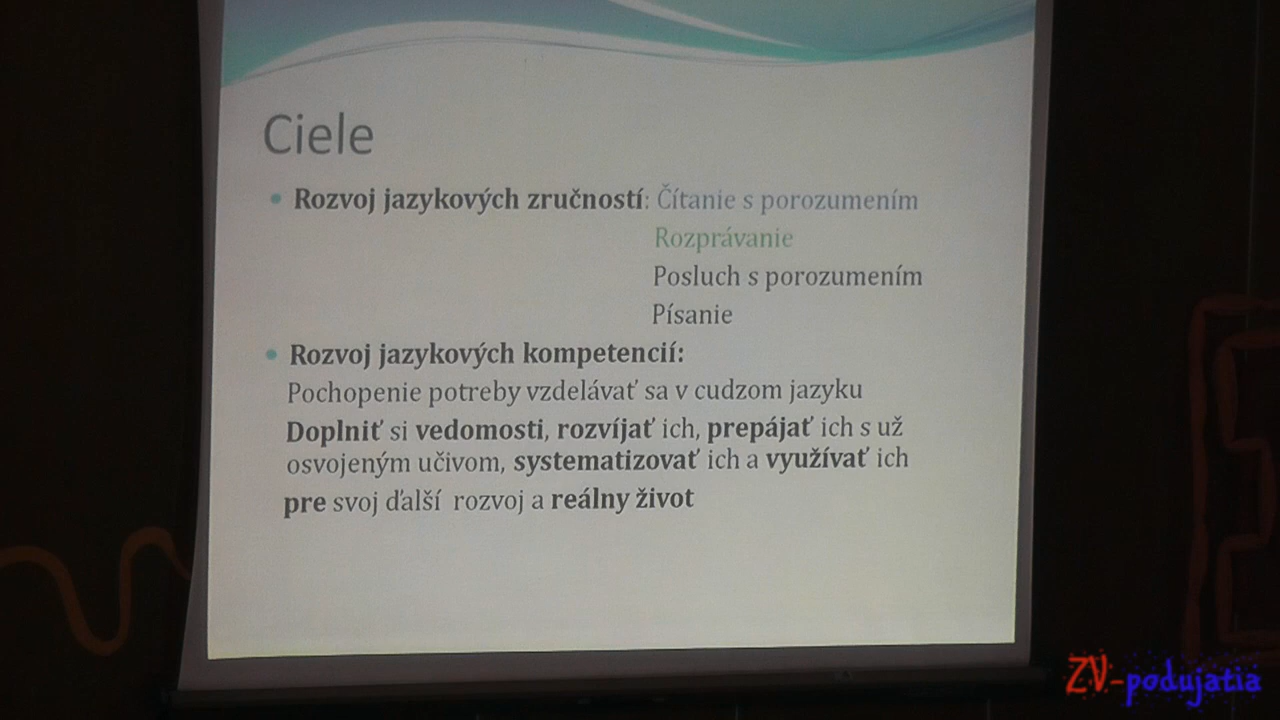 Ciele
• Rozvoj jazykových zručností: Čítanie s porozumením
Rozprávanie
Posluch s porozumením
Písanie
• Rozvoj jazykových kompetencií:
Pochopenie potreby vzdelávať sa v cudzom jazyku
Doplniť si vedomosti, rozvíjať ich, prepájať ich s už
osvojeným učivom, systematizovať ich a využívať ich
pre svoj ďalší rozvoj a reálny život
ZV-podujatia